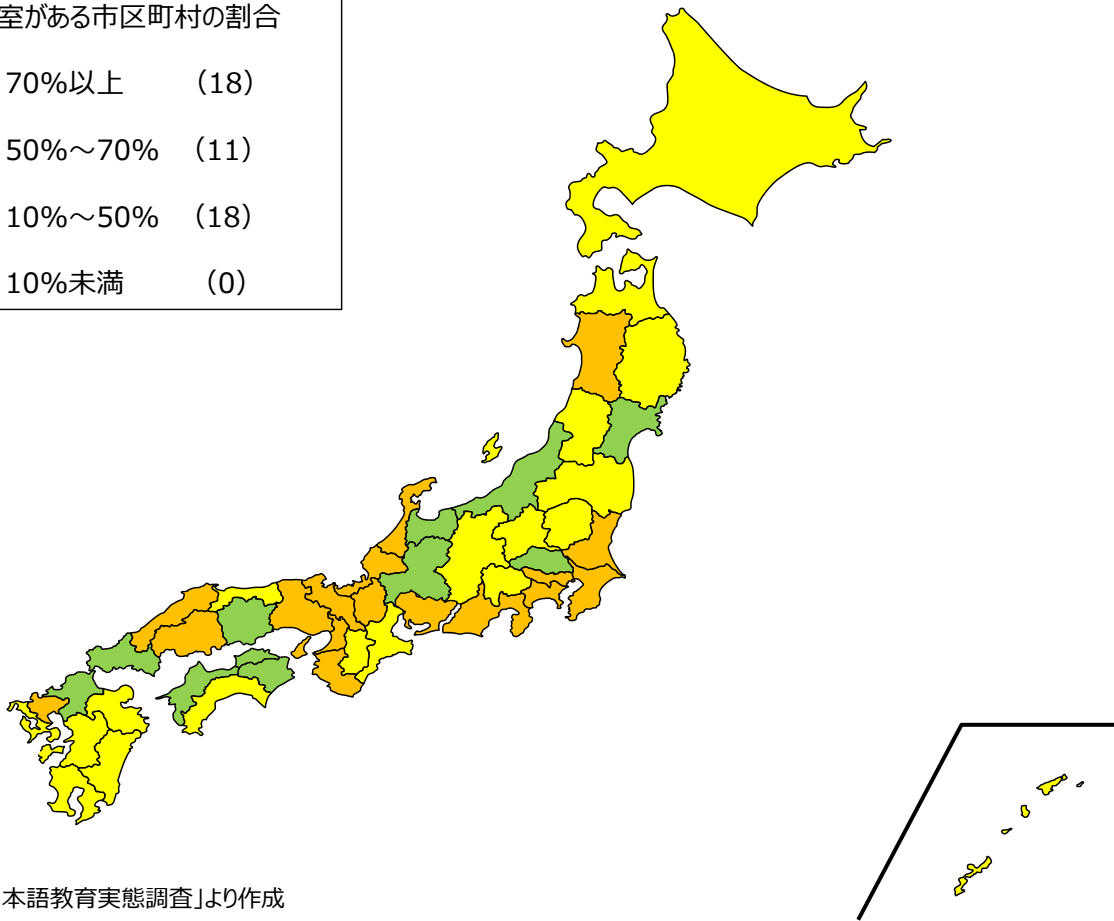 室がある市区町村の割合
70%以上 （18）
50%～70% （11）
10%～50% （18）
10%未満 （0）
本語教育実態調査」より作成